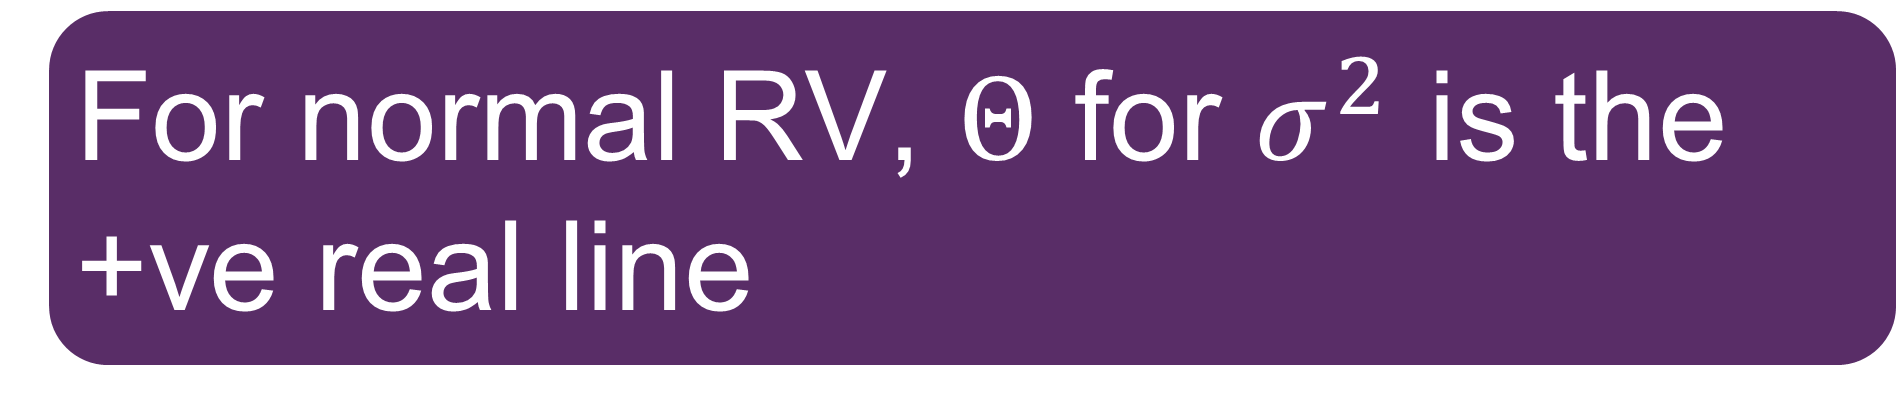 For normal RV, Θ for σ² is the
+ve real line